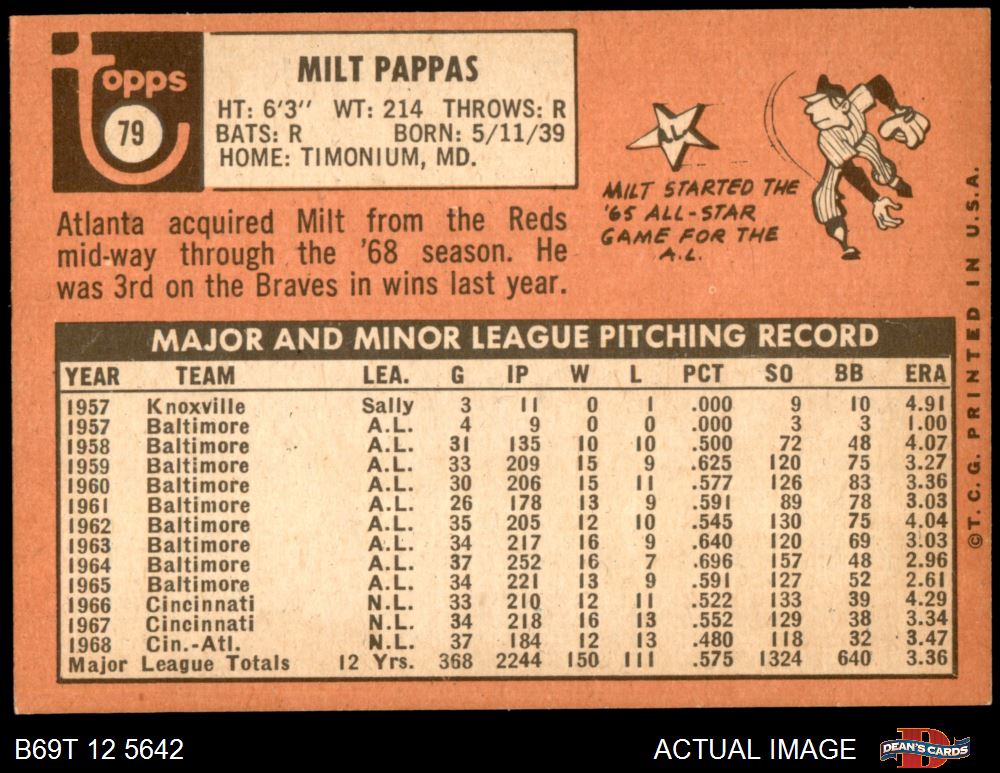 Topps
79
MILT PAPPAS
HT: 6'3" WT: 214 THROWS: R
BATS: R BORN: 5/11/39
HOME: TIMONIUM, MD.
MILT STARTED THE
'65 ALL-STAR
GAME FOR THE
A.L.
Atlanta acquired Milt from the Reds
mid-way through the '68 season. He
was 3rd on the Braves in wins last year.
MAJOR AND MINOR LEAGUE PITCHING RECORD
YEAR TEAM LEA. G IP W L PCT SO BB ERA
1957 Knoxville Sally 3 11 0 1 .000 9 10 4.91
1957 Baltimore A.L. 4 9 0 0 .000 3 3 1.00
1958 Baltimore A.L. 31 135 10 10 .500 72 48 4.07
1959 Baltimore A.L. 33 209 15 9 .625 120 75 3.27
1960 Baltimore A.L. 30 206 15 11 .577 126 83 3.36
1961 Baltimore A.L. 26 178 13 9 .591 89 78 3.03
1962 Baltimore A.L. 35 205 12 10 .545 130 75 4.04
1963 Baltimore A.L. 34 217 16 9 .640 120 69 3.03
1964 Baltimore A.L. 37 252 16 7 .696 157 48 2.96
1965 Baltimore A.L. 34 221 13 9 .591 127 52 2.61
1966 Cincinnati N.L. 33 210 12 11 .522 133 39 4.29
1967 Cincinnati N.L. 34 218 16 13 .552 129 38 3.34
1968 Cin.-Atl. N.L. 37 184 12 13 .480 118 32 3.47
Major League Totals 12 Yrs. 368 2244 150 111 .575 1324 640 3.36
©T. C. G. PRINTED IN U.S.A.
B69T 12 5642
ACTUAL IMAGE
DEAN'S CARDS